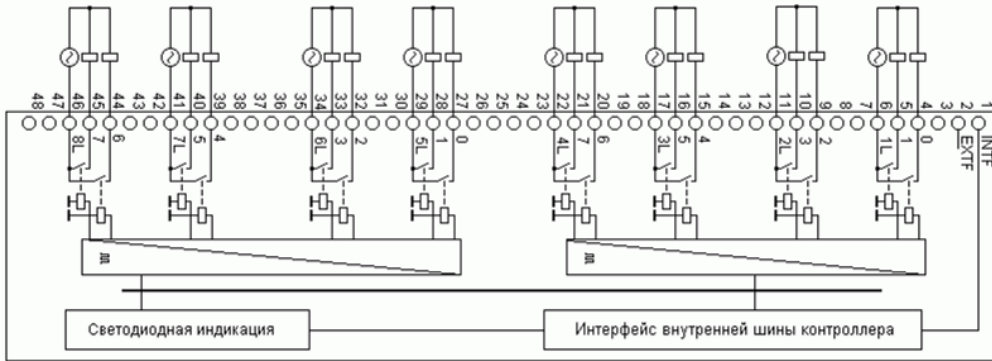 48 47 46 45 44 43 42 41 40 39 38 37 36 35 34 33 32 31 30 29 28 27 26 25 24 23 22 21 20 19 18 17 16 15 14 13 12 11 10 9 8 7 6 5 4 3 2 1
8L 7 6 7L 5 4 6L 3 2 5L 1 0 4L 7 6 3L 5 4 2L 3 2 1L 1 0 EXTF INTF
Светодиодная индикация
Интерфейс внутренней шины контроллера